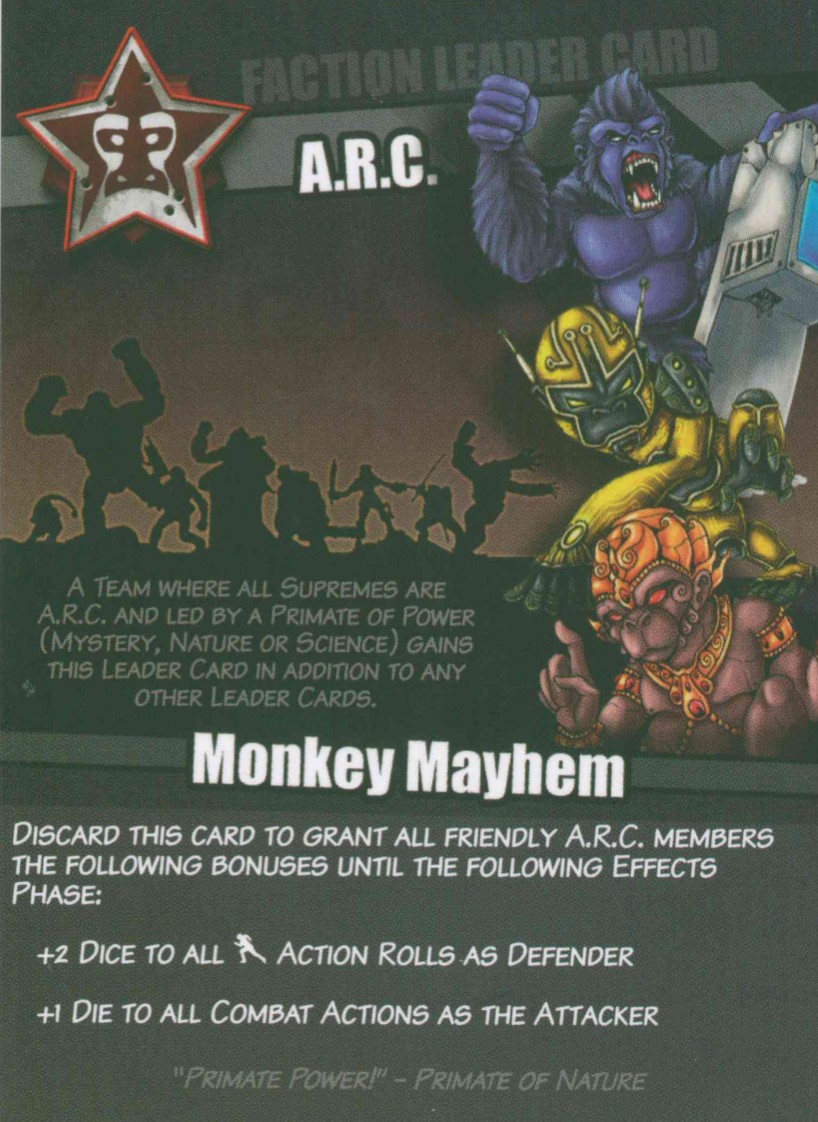 FACTION LEADER CARD
A.R.C.
A TEAM WHERE ALL SUPREMES ARE
A.R.C. AND LED BY A PRIMATE OF POWER
(MYSTERY, NATURE OR SCIENCE) GAINS
THIS LEADER CARD IN ADDITION TO ANY
OTHER LEADER CARDS.
Monkey Mayhem
DISCARD THIS CARD TO GRANT ALL FRIENDLY A.R.C. MEMBERS
THE FOLLOWING BONUSES UNTIL THE FOLLOWING EFFECTS
PHASE:
+2 DICE TO ALL ACTION ROLLS AS DEFENDER
+1 DIE TO ALL COMBAT ACTIONS AS THE ATTACKER
"PRIMATE POWER!" – PRIMATE OF NATURE